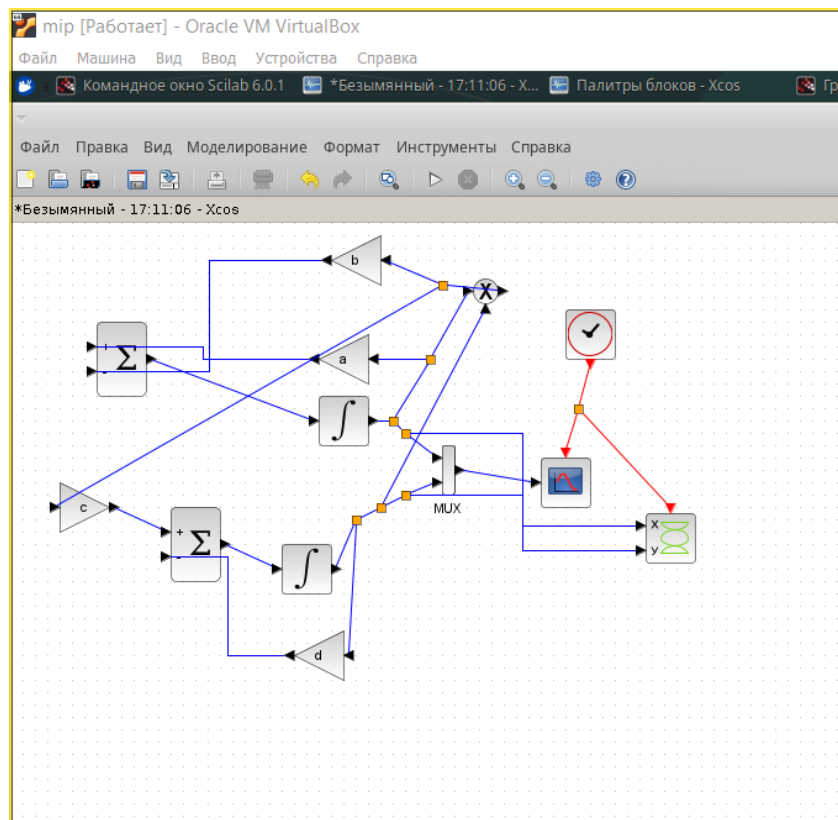 mip [Работает] - Oracle VM VirtualBox
Файл Машина Вид Ввод Устройства Справка
Командное окно Scilab 6.0.1 *Безымянный - 17:11:06 - X... Палитры блоков - Xcos Гр
Файл Правка Вид Моделирование Формат Инструменты Справка
*Безымянный - 17:11:06 - Xcos
b
X
+
-
Σ
a
∫
MUX
c
+
-
Σ
∫
x
y
d